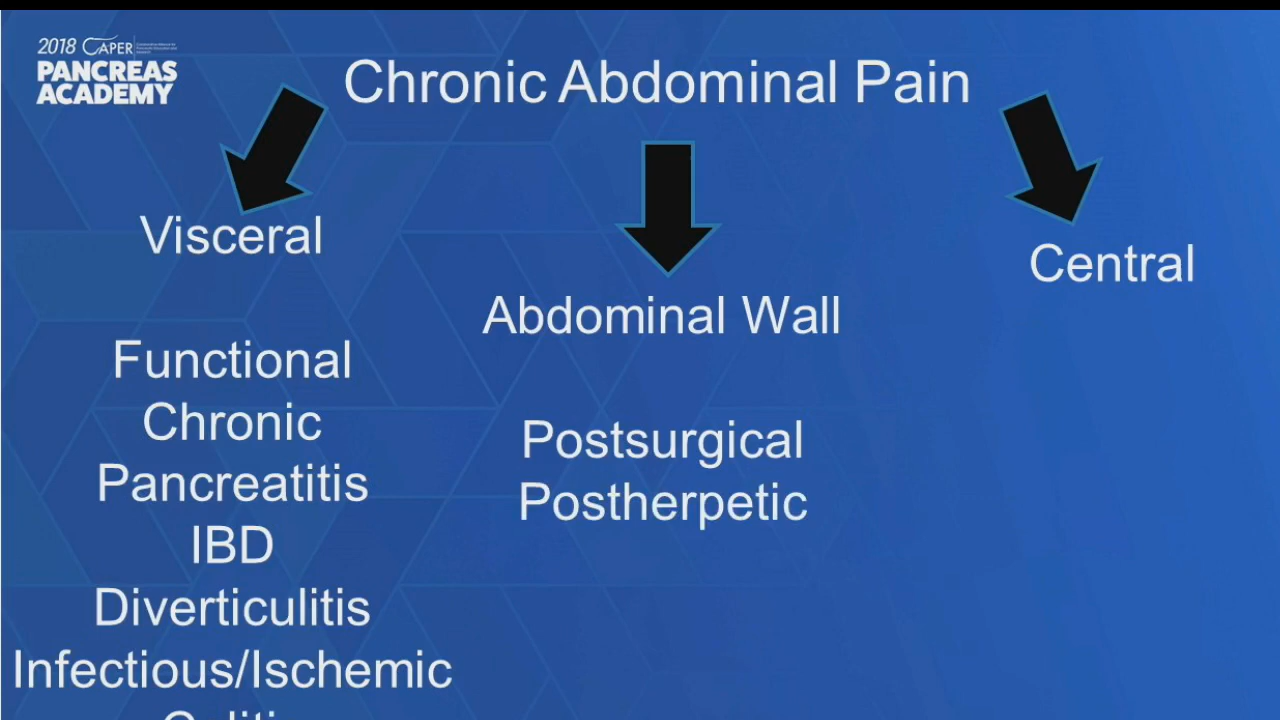 2018 CAPER
PANCREAS
ACADEMY
Chronic Abdominal Pain
Visceral
Functional
Chronic
Pancreatitis
IBD
Diverticulitis
Infectious/Ischemic
Abdominal Wall
Postsurgical
Postherpetic
Central